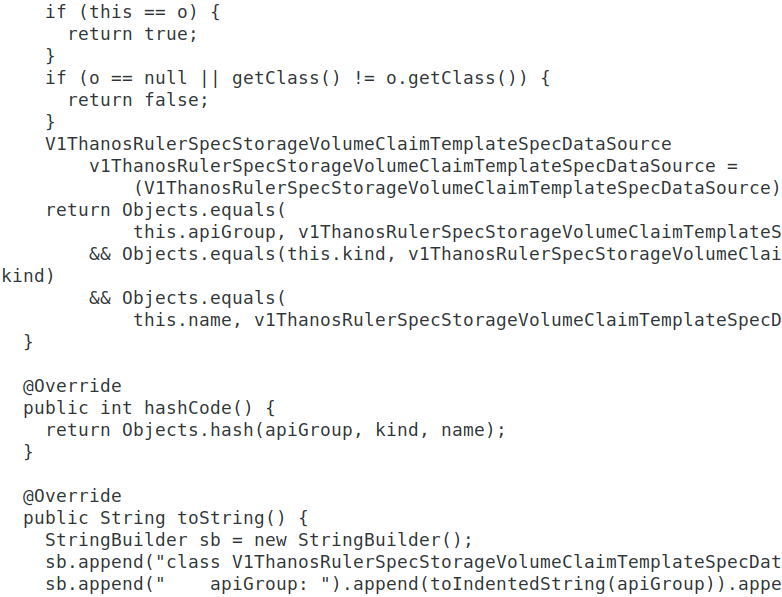 if (this == o) {
      return true;
    }
    if (o == null || getClass() != o.getClass()) {
      return false;
    }
    V1ThanosRulerSpecStorageVolumeClaimTemplateSpecDataSource
        v1ThanosRulerSpecStorageVolumeClaimTemplateSpecDataSource =
            (V1ThanosRulerSpecStorageVolumeClaimTemplateSpecDataSource)
    return Objects.equals(
            this.apiGroup, v1ThanosRulerSpecStorageVolumeClaimTemplateS
        && Objects.equals(this.kind, v1ThanosRulerSpecStorageVolumeClai
kind)
        && Objects.equals(
            this.name, v1ThanosRulerSpecStorageVolumeClaimTemplateSpecD
  }

  @Override
  public int hashCode() {
    return Objects.hash(apiGroup, kind, name);
  }

  @Override
  public String toString() {
    StringBuilder sb = new StringBuilder();
    sb.append("class V1ThanosRulerSpecStorageVolumeClaimTemplateSpecDat
    sb.append("    apiGroup: ").append(toIndentedString(apiGroup)).appe